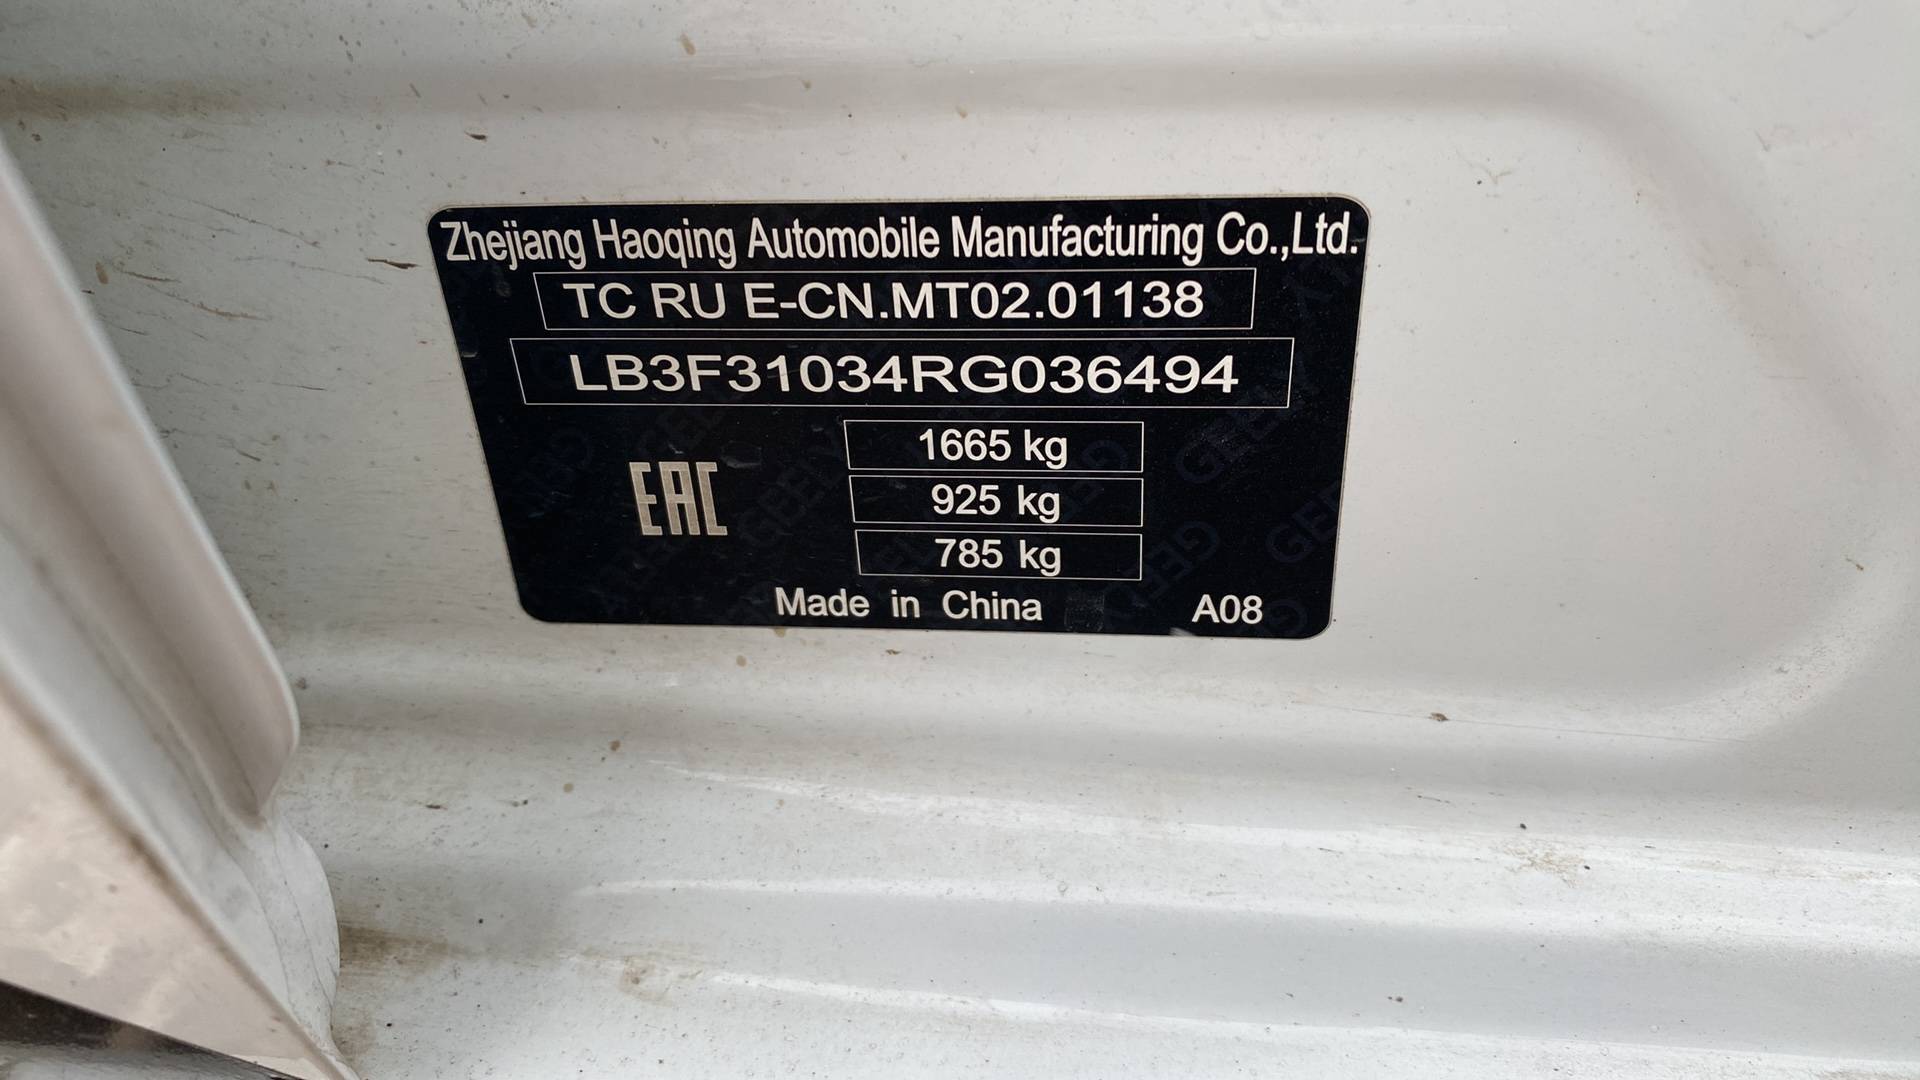 Zhejiang Haoqing Automobile Manufacturing Co.,Ltd.
TC RU E-CN.MT02.01138
LB3F31034RG036494
1665 kg
EAC
925 kg
785 kg
Made in China A08
GEELY